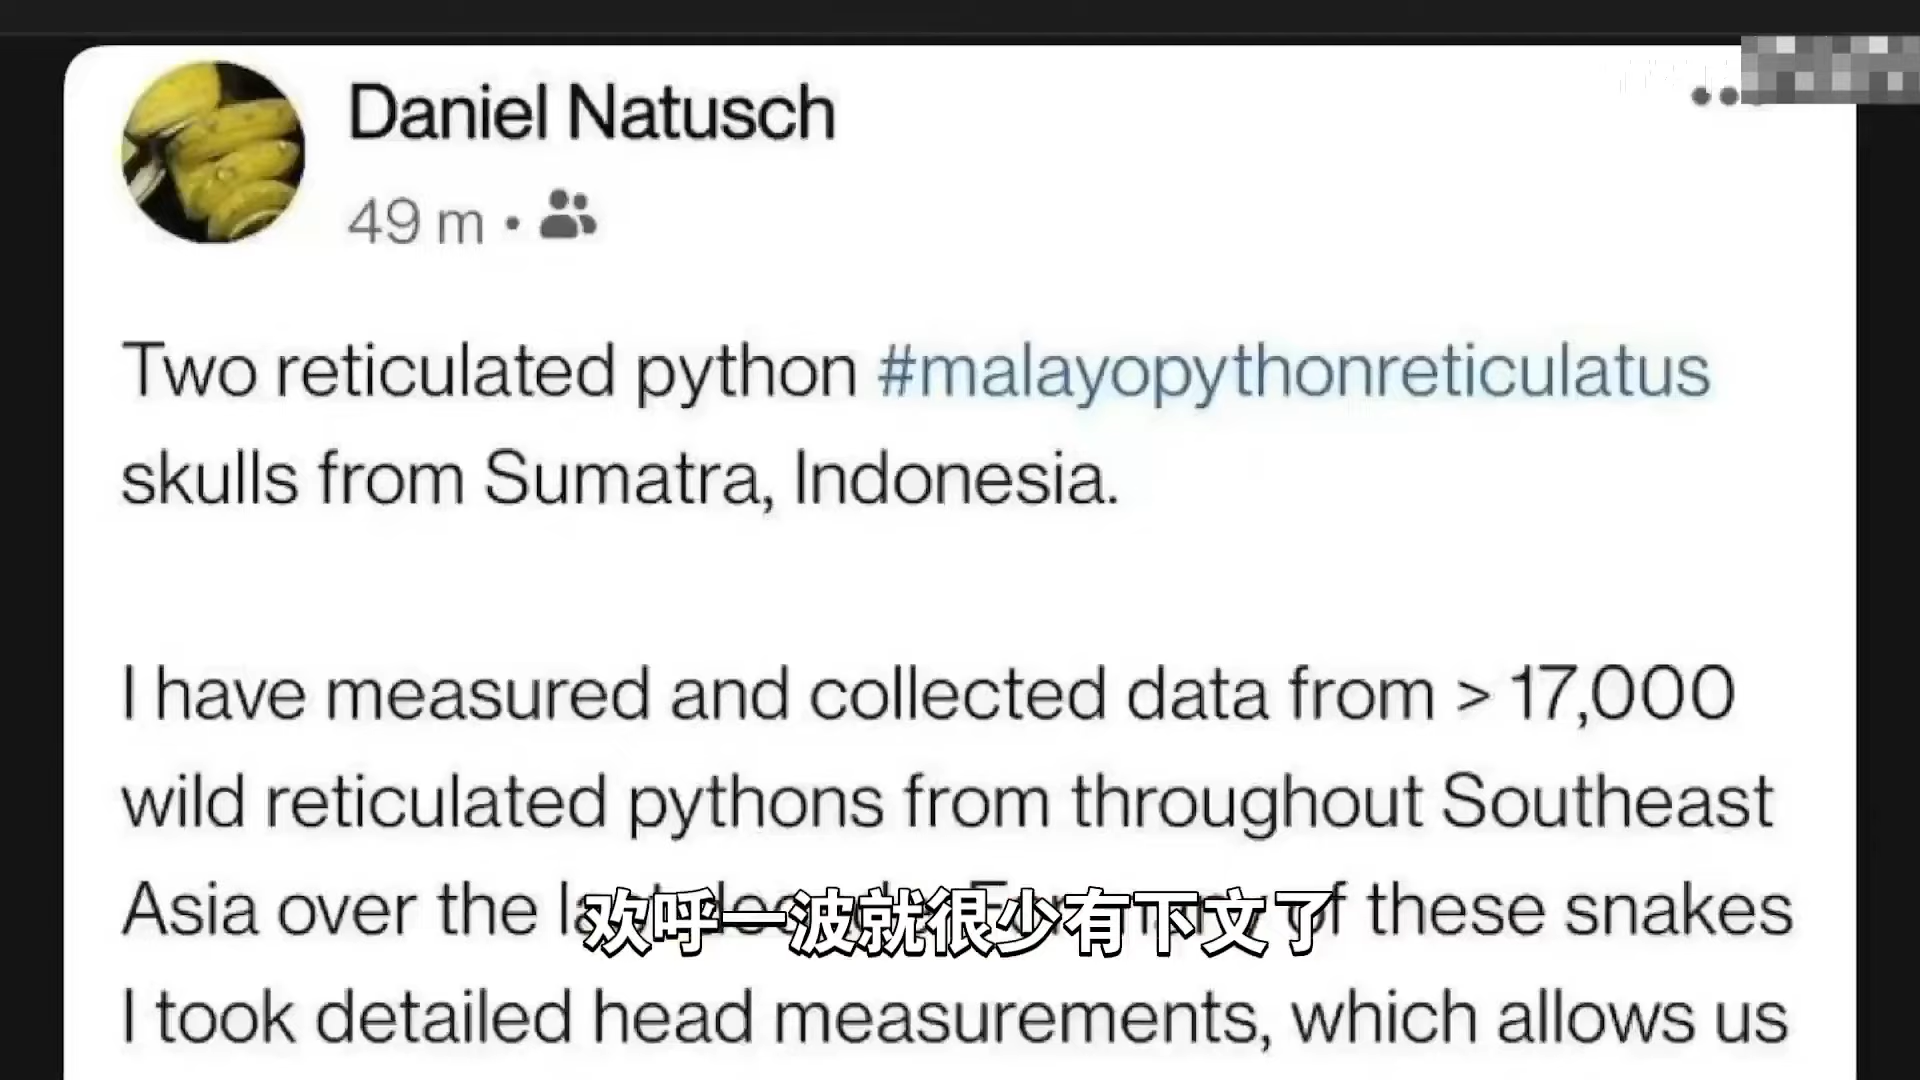 Daniel Natusch
49 m •
Two reticulated python #malayopythonreticulatus
skulls from Sumatra, Indonesia.
I have measured and collected data from > 17,000
wild reticulated pythons from throughout Southeast
Asia over the of these snakes
欢呼一波就很少有下文了
I took detailed head measurements, which allows us